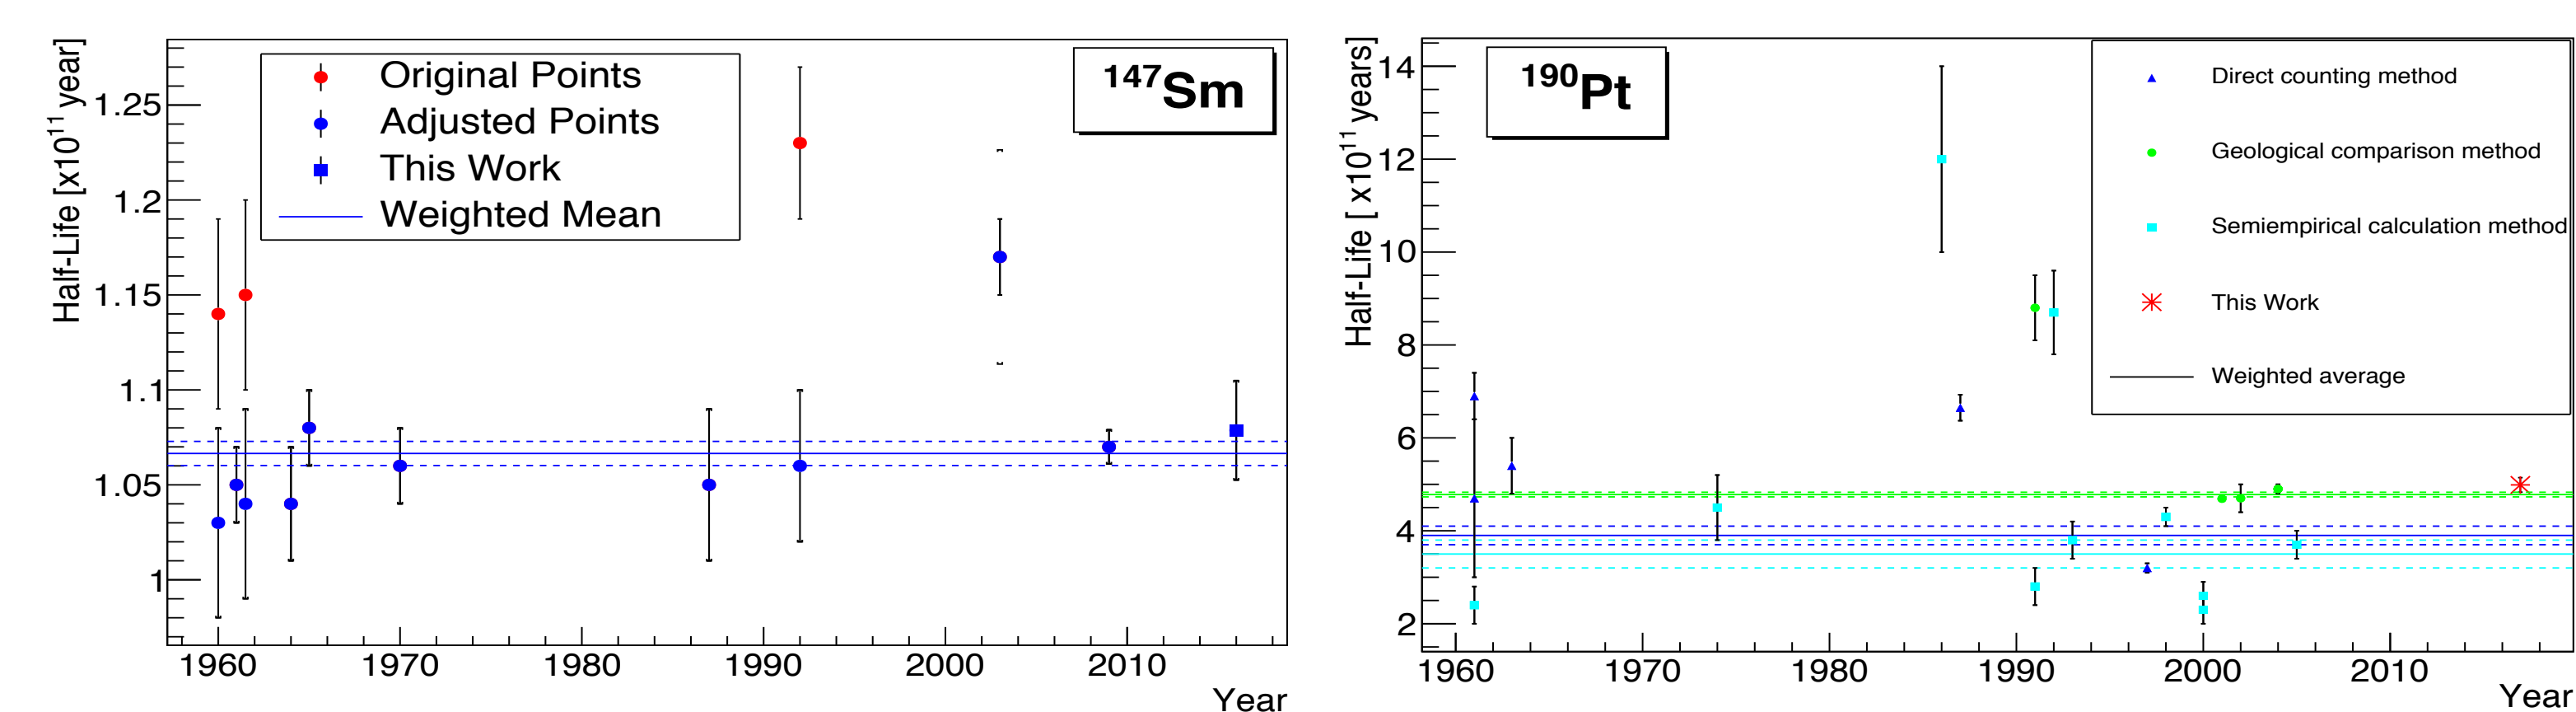 Half-Life [x10¹¹ year]
1.25
1.2
1.15
1.1
1.05
1
Original Points
Adjusted Points
This Work
Weighted Mean
¹⁴⁷Sm
1960 1970 1980 1990 2000 2010
Year
Half-Life [ x10¹¹ years]
14
12
10
8
6
4
2
¹⁹⁰Pt
Direct counting method
Geological comparison method
Semiempirical calculation method
This Work
Weighted average
1960 1970 1980 1990 2000 2010
Year